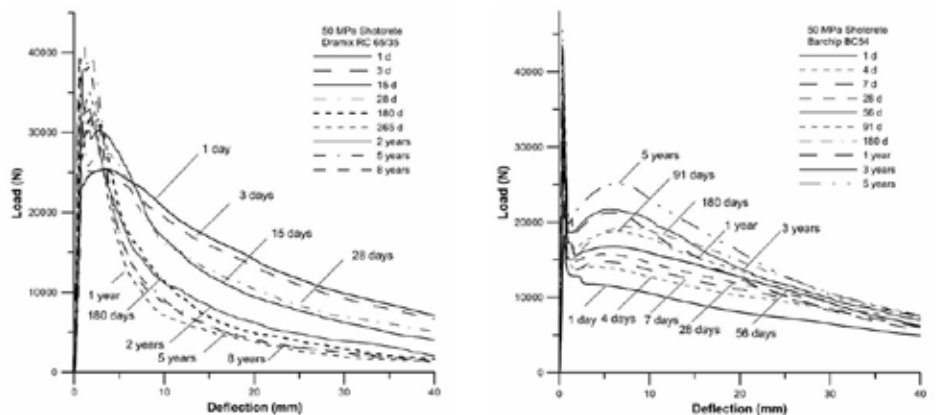 50 MPa Shotcrete
Dramix RC 65/35
1 d
3 d
15 d
28 d
180 d
365 d
2 years
5 years
8 years
40000
30000
20000
10000
0
Load (N)
1 day
3 days
15 days
28 days
1 year
180 days
2 years
5 years
8 years
0 10 20 30 40
Deflection (mm)
50 MPa Shotcrete
Barchip BC54
1 d
4 d
7 d
28 d
56 d
91 d
180 d
1 year
3 years
5 years
40000
30000
20000
10000
0
Load (N)
5 years
91 days
180 days
1 year
3 years
1 day
4 days
7 days
28 days
56 days
0 10 20 30 40
Deflection (mm)